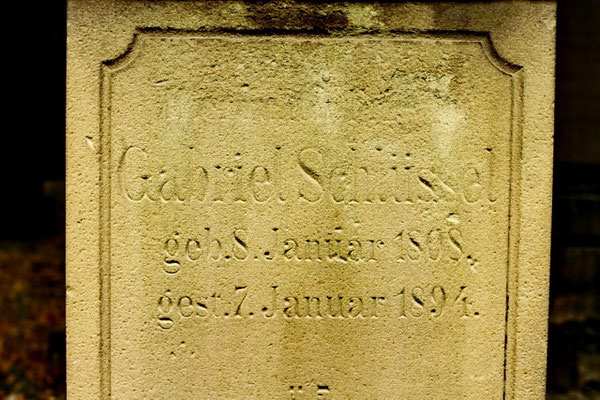 Gabriel Schüssel
geb. 8. Januar 1808.
gest. 7. Januar 1894.